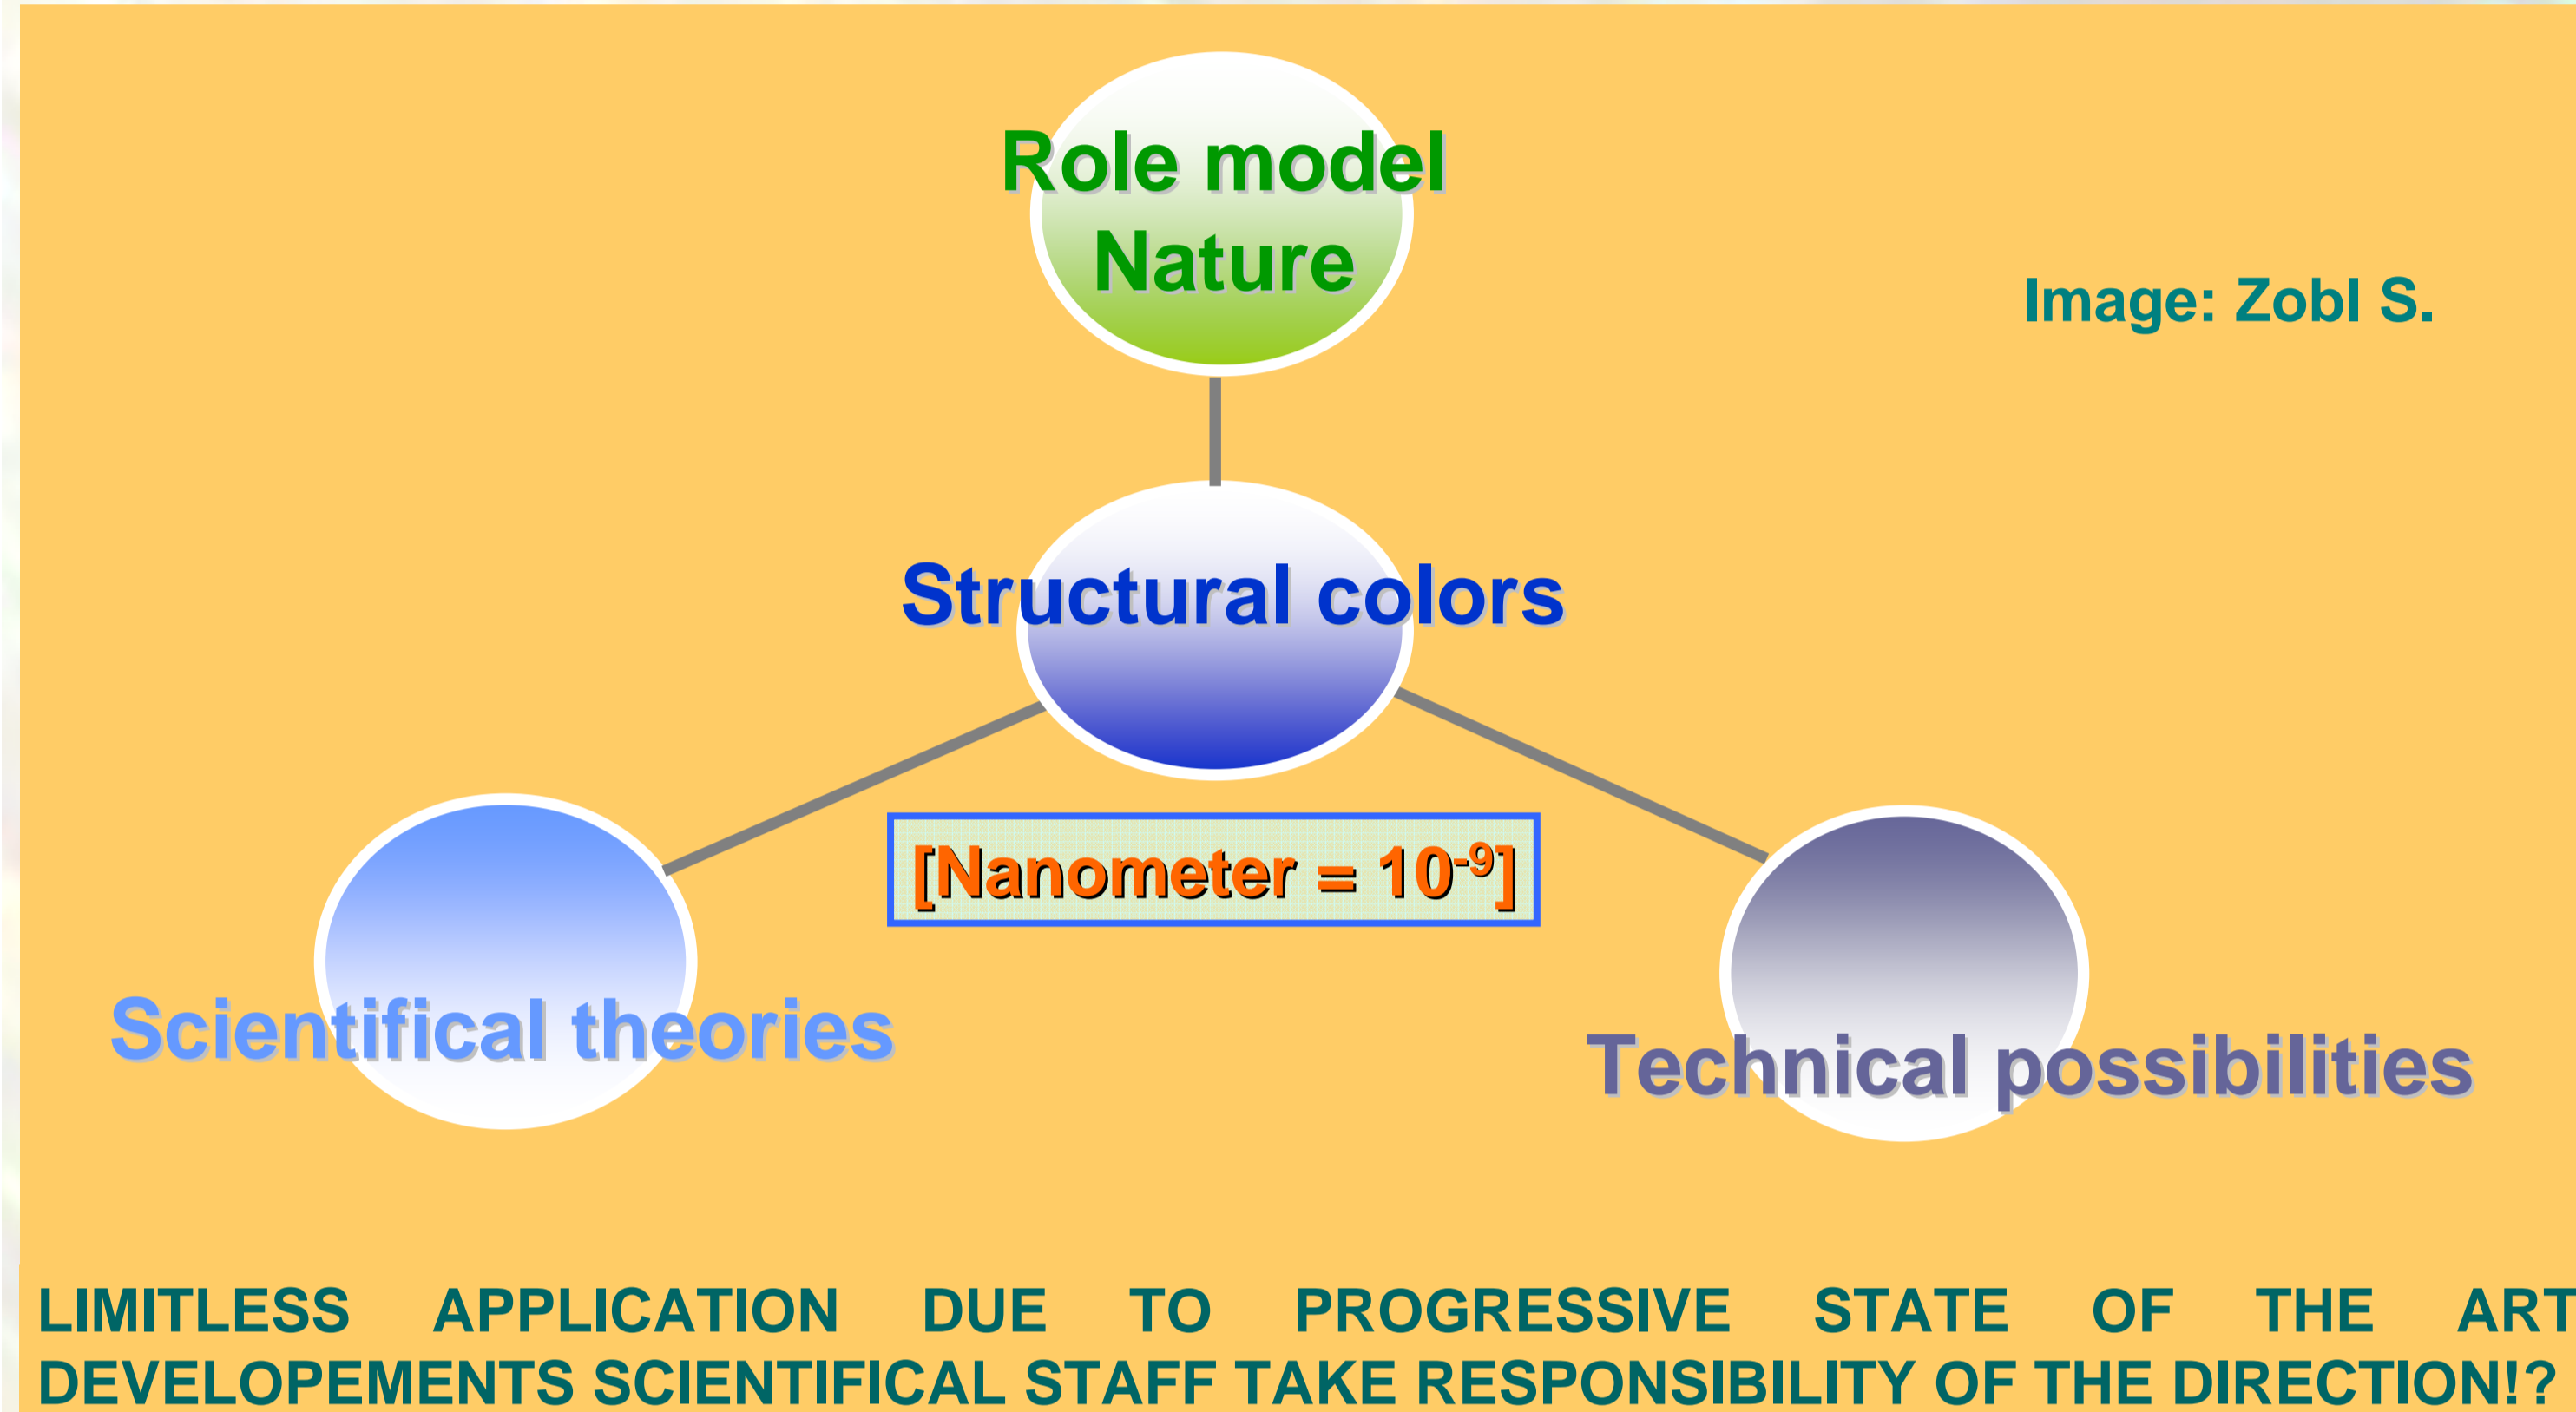 Role model
Nature
Image: Zobl S.
Structural colors
[Nanometer = 10⁻⁹]
Scientifical theories
Technical possibilities
LIMITLESS APPLICATION DUE TO PROGRESSIVE STATE OF THE ART
DEVELOPEMENTS SCIENTIFICAL STAFF TAKE RESPONSIBILITY OF THE DIRECTION!?